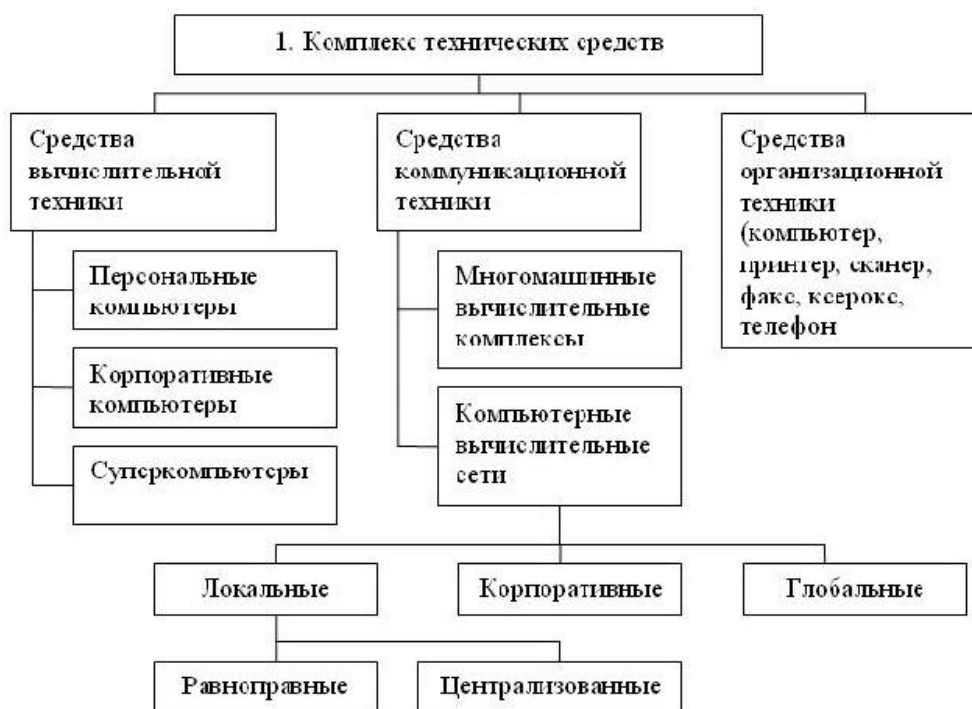 1. Комплекс технических средств
Средства
вычислительной
техники
Персональные
компьютеры
Корпоративные
компьютеры
Суперкомпьютеры
Средства
коммуникационной
техники
Многомашинные
вычислительные
комплексы
Компьютерные
вычислительные
сети
Средства
организационной
техники
(компьютер,
принтер, сканер,
факс, ксерокс,
телефон
Локальные
Корпоративные
Глобальные
Равноправные
Централизованные